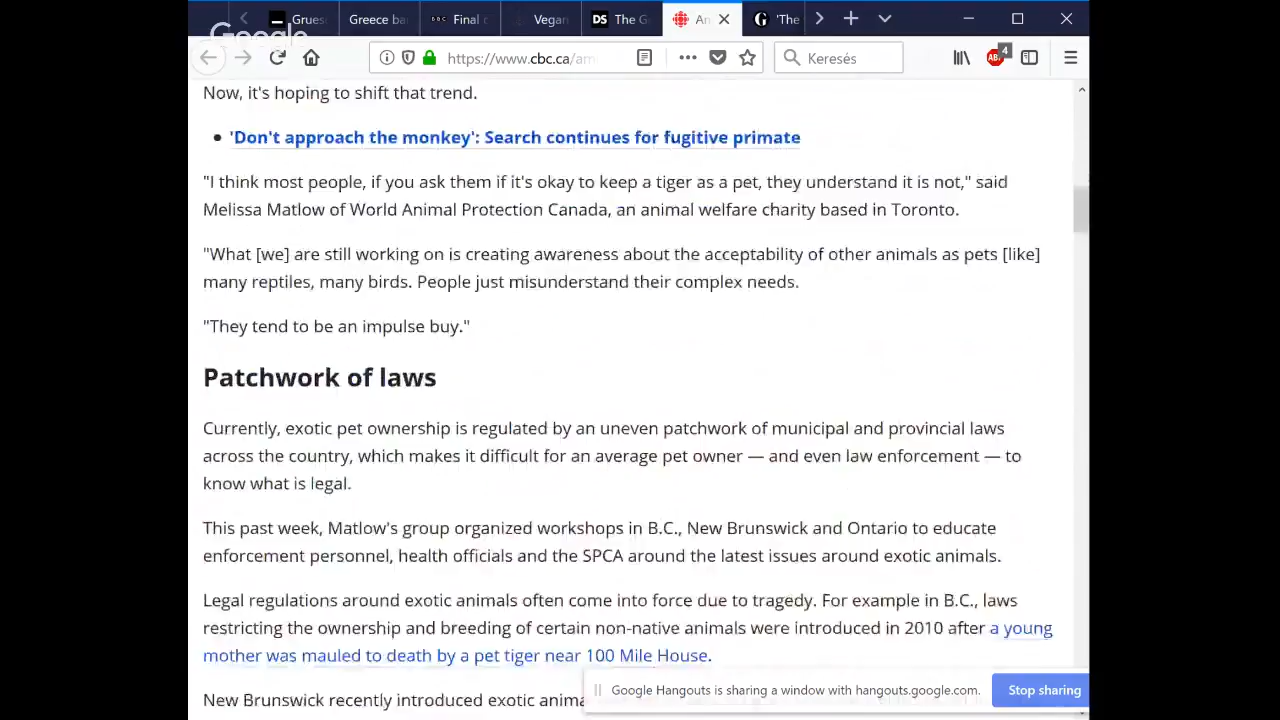 Grues
Greece ba
BBC Final
Vegan
DS The G
An
G 'The
Google
https://www.cbc.ca/am
Keresés
4
Now, it's hoping to shift that trend.
'Don't approach the monkey': Search continues for fugitive primate
"I think most people, if you ask them if it's okay to keep a tiger as a pet, they understand it is not," said
Melissa Matlow of World Animal Protection Canada, an animal welfare charity based in Toronto.
"What [we] are still working on is creating awareness about the acceptability of other animals as pets [like]
many reptiles, many birds. People just misunderstand their complex needs.
"They tend to be an impulse buy."
Patchwork of laws
Currently, exotic pet ownership is regulated by an uneven patchwork of municipal and provincial laws
across the country, which makes it difficult for an average pet owner — and even law enforcement — to
know what is legal.
This past week, Matlow's group organized workshops in B.C., New Brunswick and Ontario to educate
enforcement personnel, health officials and the SPCA around the latest issues around exotic animals.
Legal regulations around exotic animals often come into force due to tragedy. For example in B.C., laws
restricting the ownership and breeding of certain non-native animals were introduced in 2010 after a young
mother was mauled to death by a pet tiger near 100 Mile House.
New Brunswick recently introduced exotic anima
Google Hangouts is sharing a window with hangouts.google.com.
Stop sharing